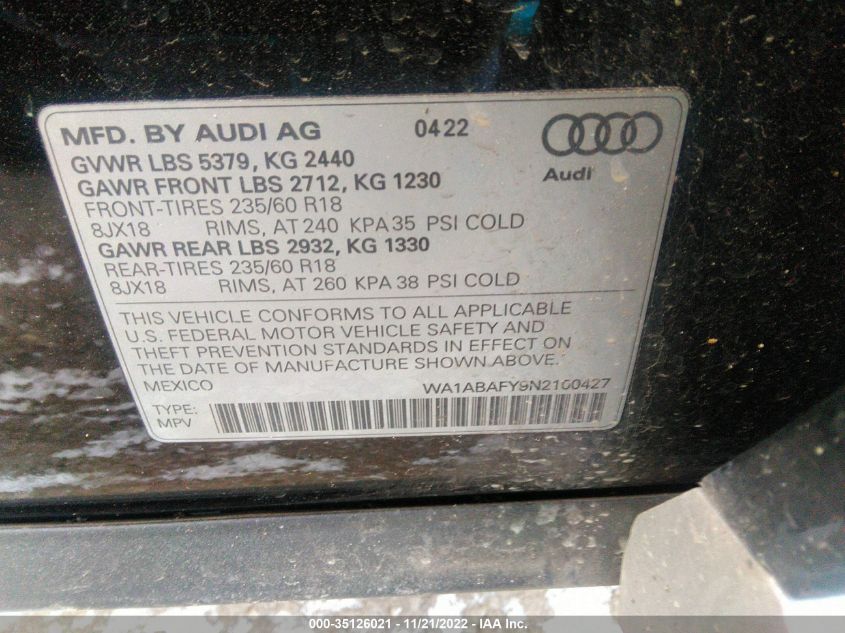 MFD. BY AUDI AG 0422
GVWR LBS 5379, KG 2440
GAWR FRONT LBS 2712, KG 1230
Audi
FRONT-TIRES 235/60 R18
8JX18 RIMS, AT 240 KPA 35 PSI COLD
GAWR REAR LBS 2932, KG 1330
REAR-TIRES 235/60 R18
8JX18 RIMS, AT 260 KPA 38 PSI COLD
THIS VEHICLE CONFORMS TO ALL APPLICABLE
U.S. FEDERAL MOTOR VEHICLE SAFETY AND
THEFT PREVENTION STANDARDS IN EFFECT ON
THE DATE OF MANUFACTURE SHOWN ABOVE.
MEXICO WA1ABAFY9N2100427
TYPE:
MPV
000-35126021 - 11/21/2022 - IAA Inc.